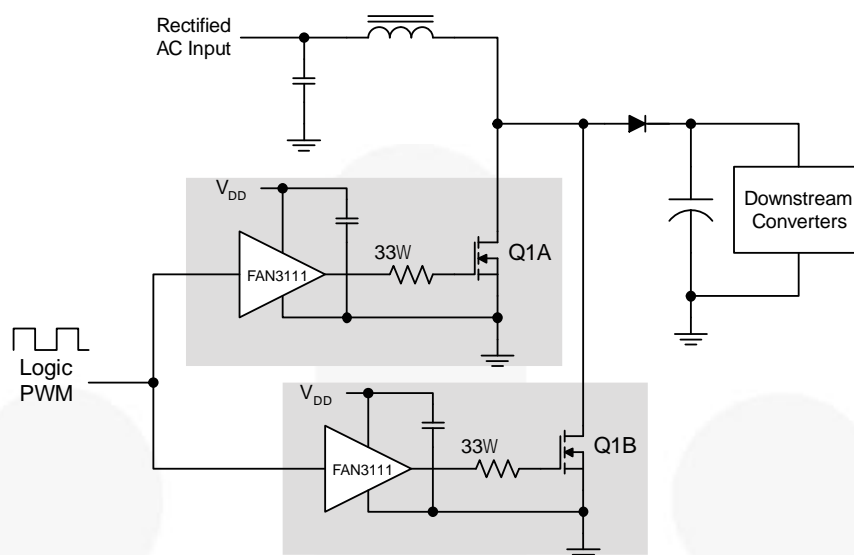 Rectified
AC Input
V_DD
FAN3111
33W
Q1A
Downstream
Converters
Logic
PWM
V_DD
FAN3111
33W
Q1B